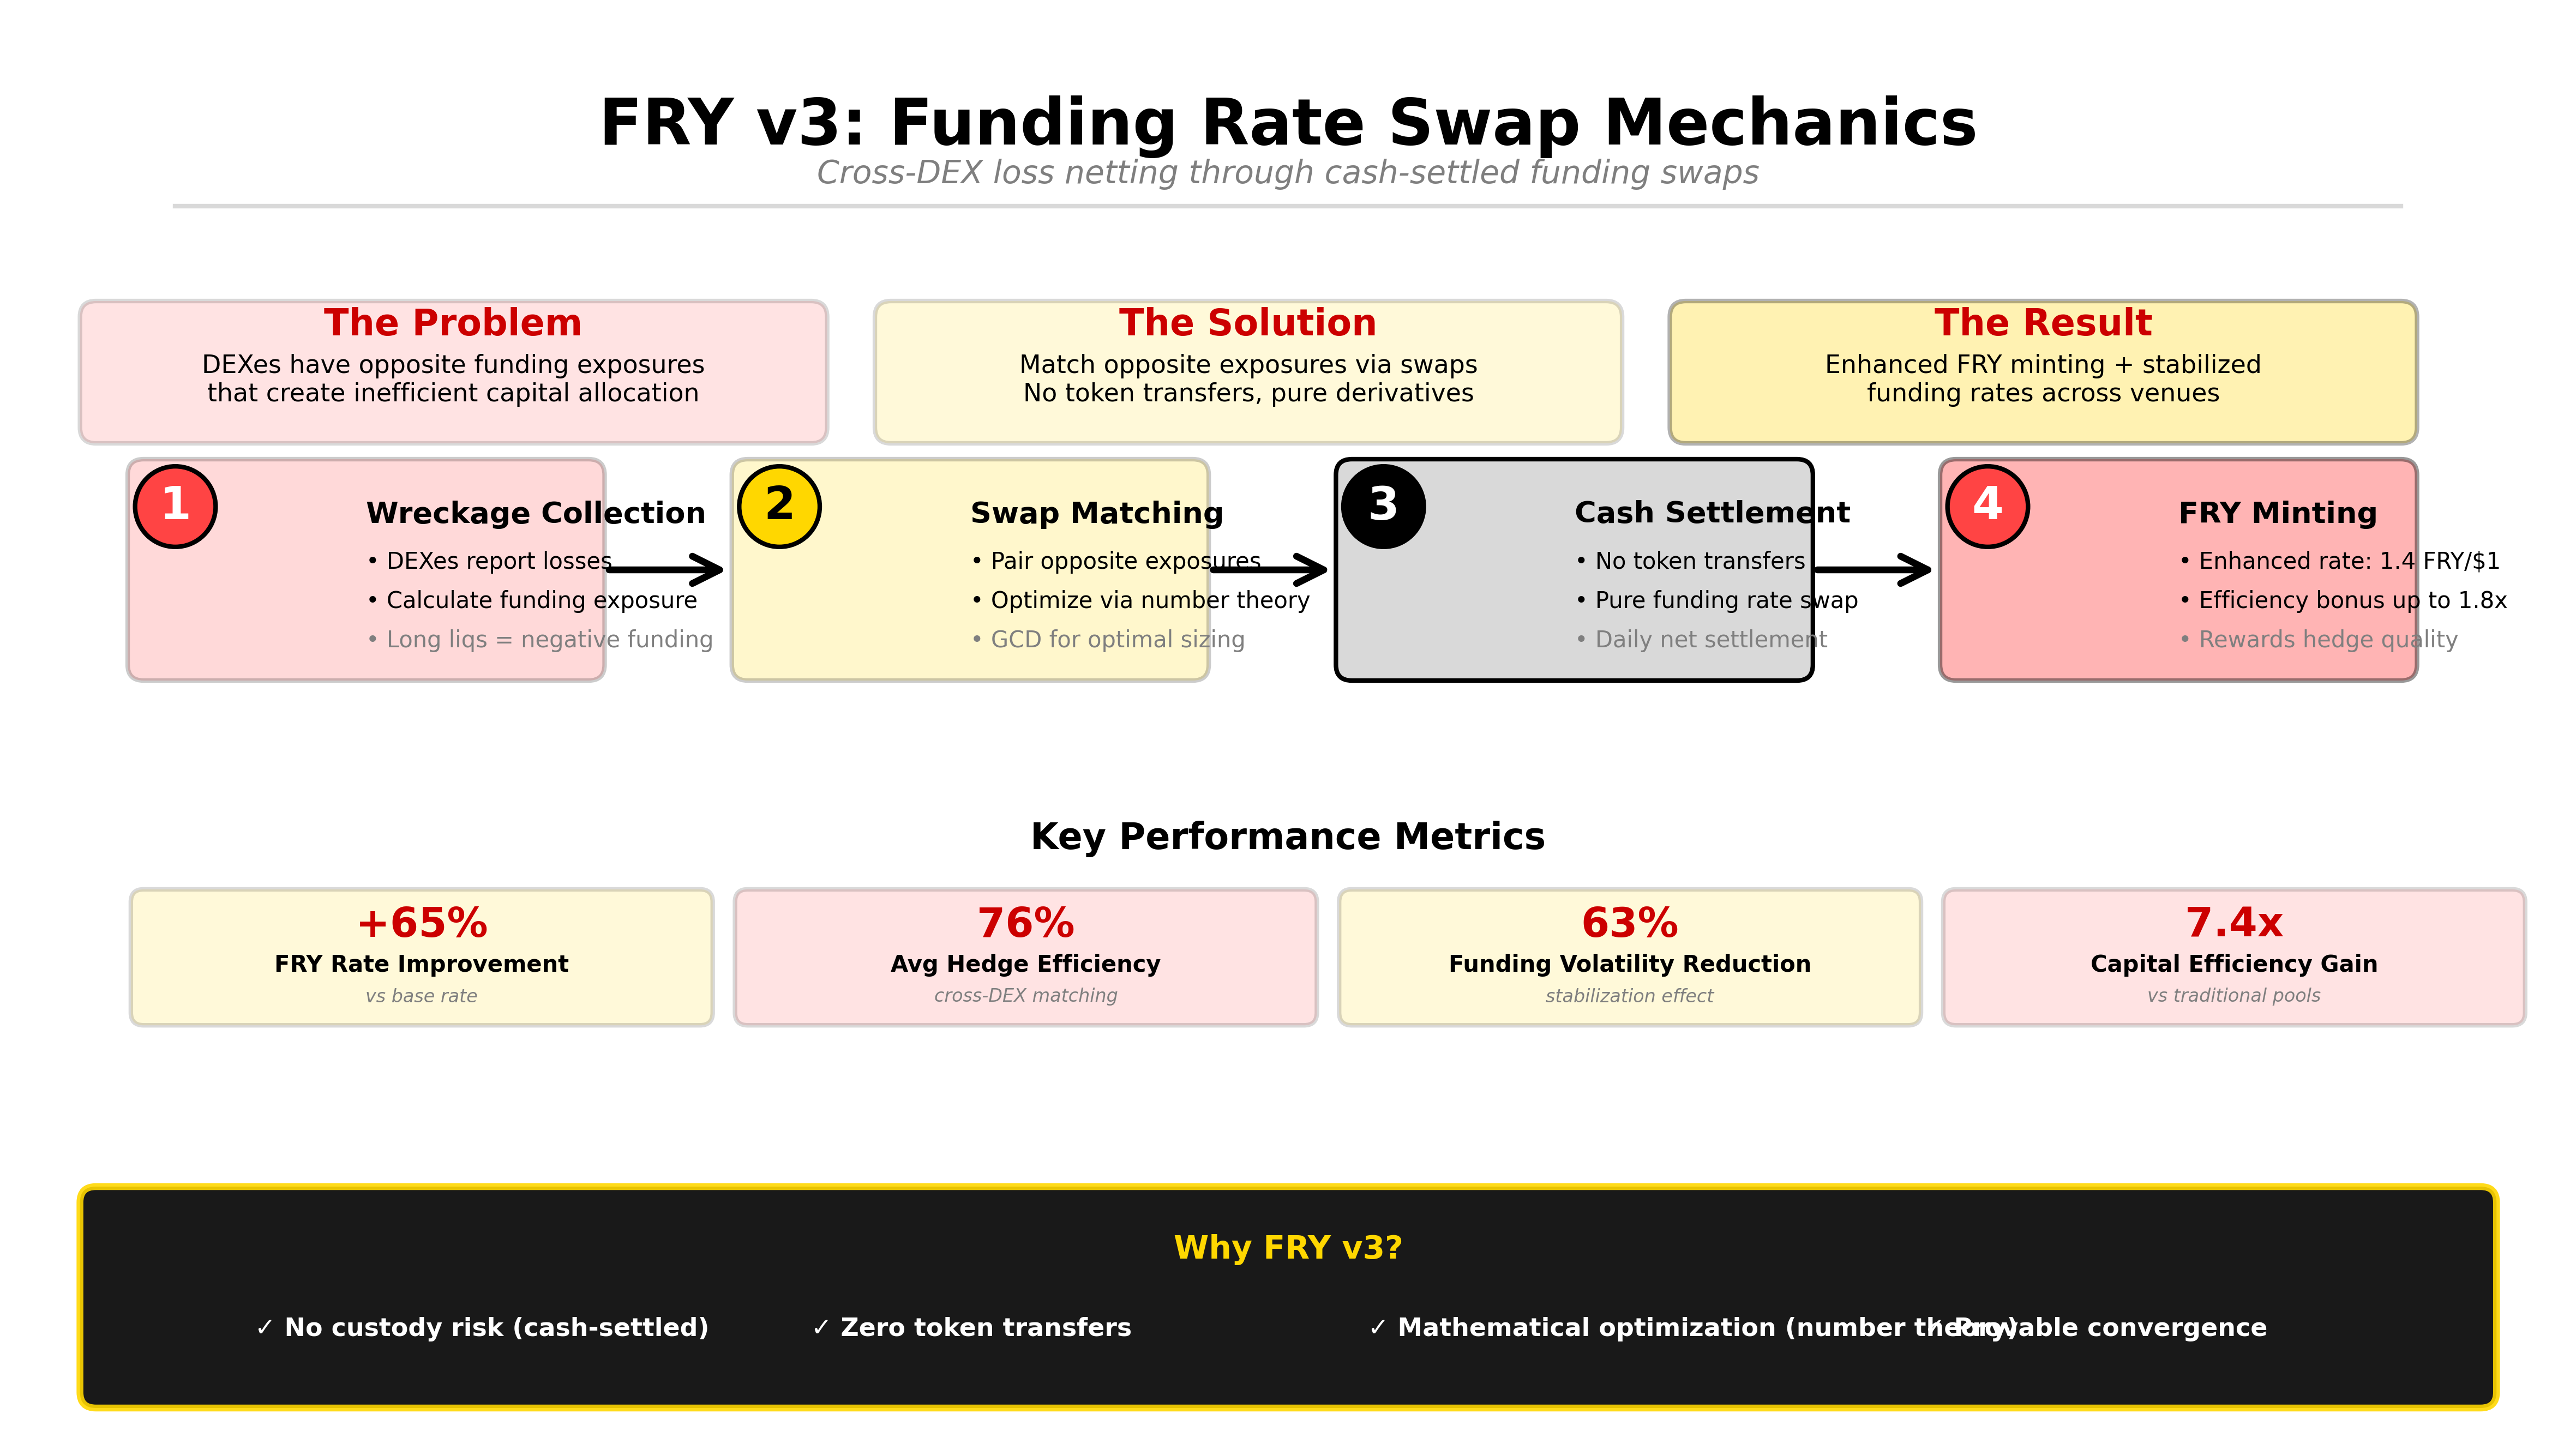 FRY v3: Funding Rate Swap Mechanics
Cross-DEX loss netting through cash-settled funding swaps
The Problem
DEXes have opposite funding exposures
that create inefficient capital allocation
The Solution
Match opposite exposures via swaps
No token transfers, pure derivatives
The Result
Enhanced FRY minting + stabilized
funding rates across venues
1
Wreckage Collection
• DEXes report losses
• Calculate funding exposure
• Long liqs = negative funding
2
Swap Matching
• Pair opposite exposures
• Optimize via number theory
• GCD for optimal sizing
3
Cash Settlement
• No token transfers
• Pure funding rate swap
• Daily net settlement
4
FRY Minting
• Enhanced rate: 1.4 FRY/$1
• Efficiency bonus up to 1.8x
• Rewards hedge quality
Key Performance Metrics
+65%
FRY Rate Improvement
vs base rate
76%
Avg Hedge Efficiency
cross-DEX matching
63%
Funding Volatility Reduction
stabilization effect
7.4x
Capital Efficiency Gain
vs traditional pools
Why FRY v3?
✓ No custody risk (cash-settled)
✓ Zero token transfers
✓ Mathematical optimization (number theory)
✓ Provable convergence